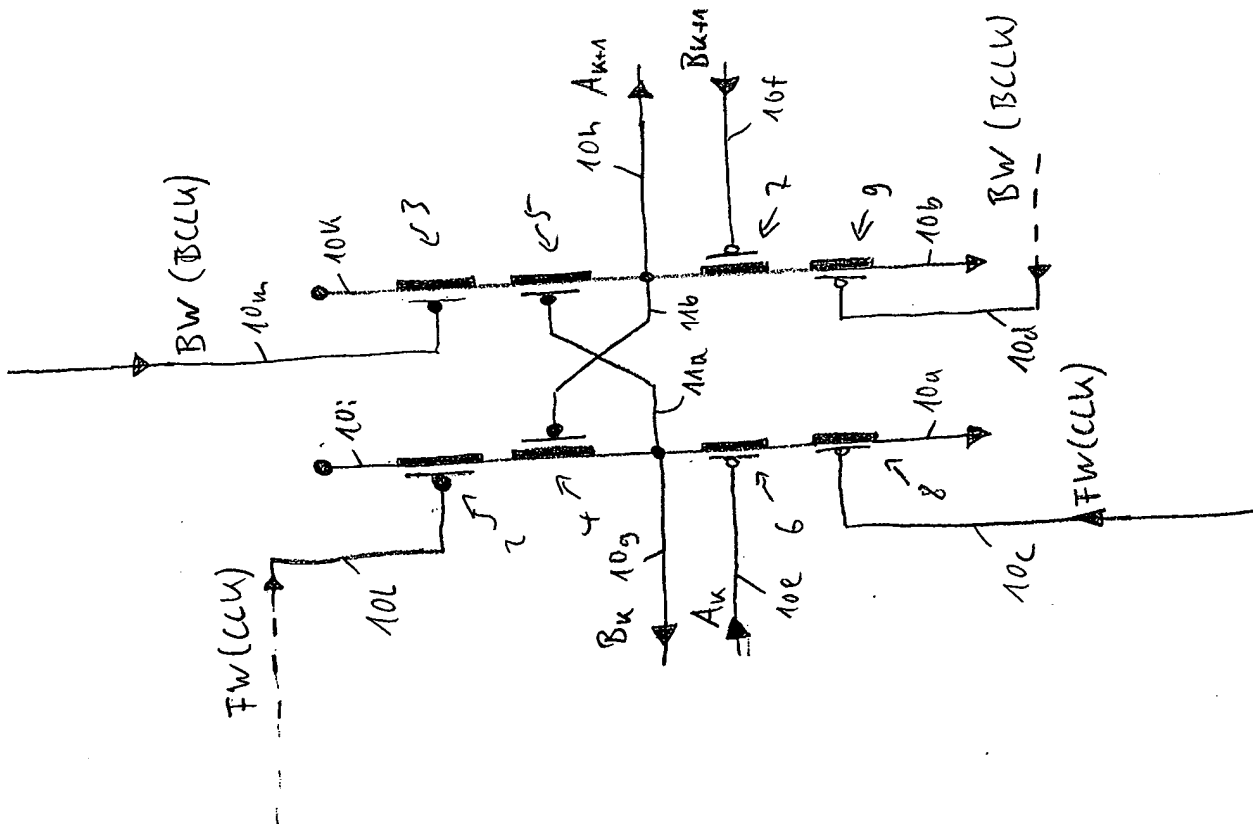 BW (BCLK)
10m
10k
3
5
10h
Ak+1
Bk+1
10f
7
9
10b
BW (BCLK)
10d
11b
11a
10i
2
4
FW (CLK)
10L
Bk
10g
Ak
10e
6
8
10a
FW (CLK)
10c